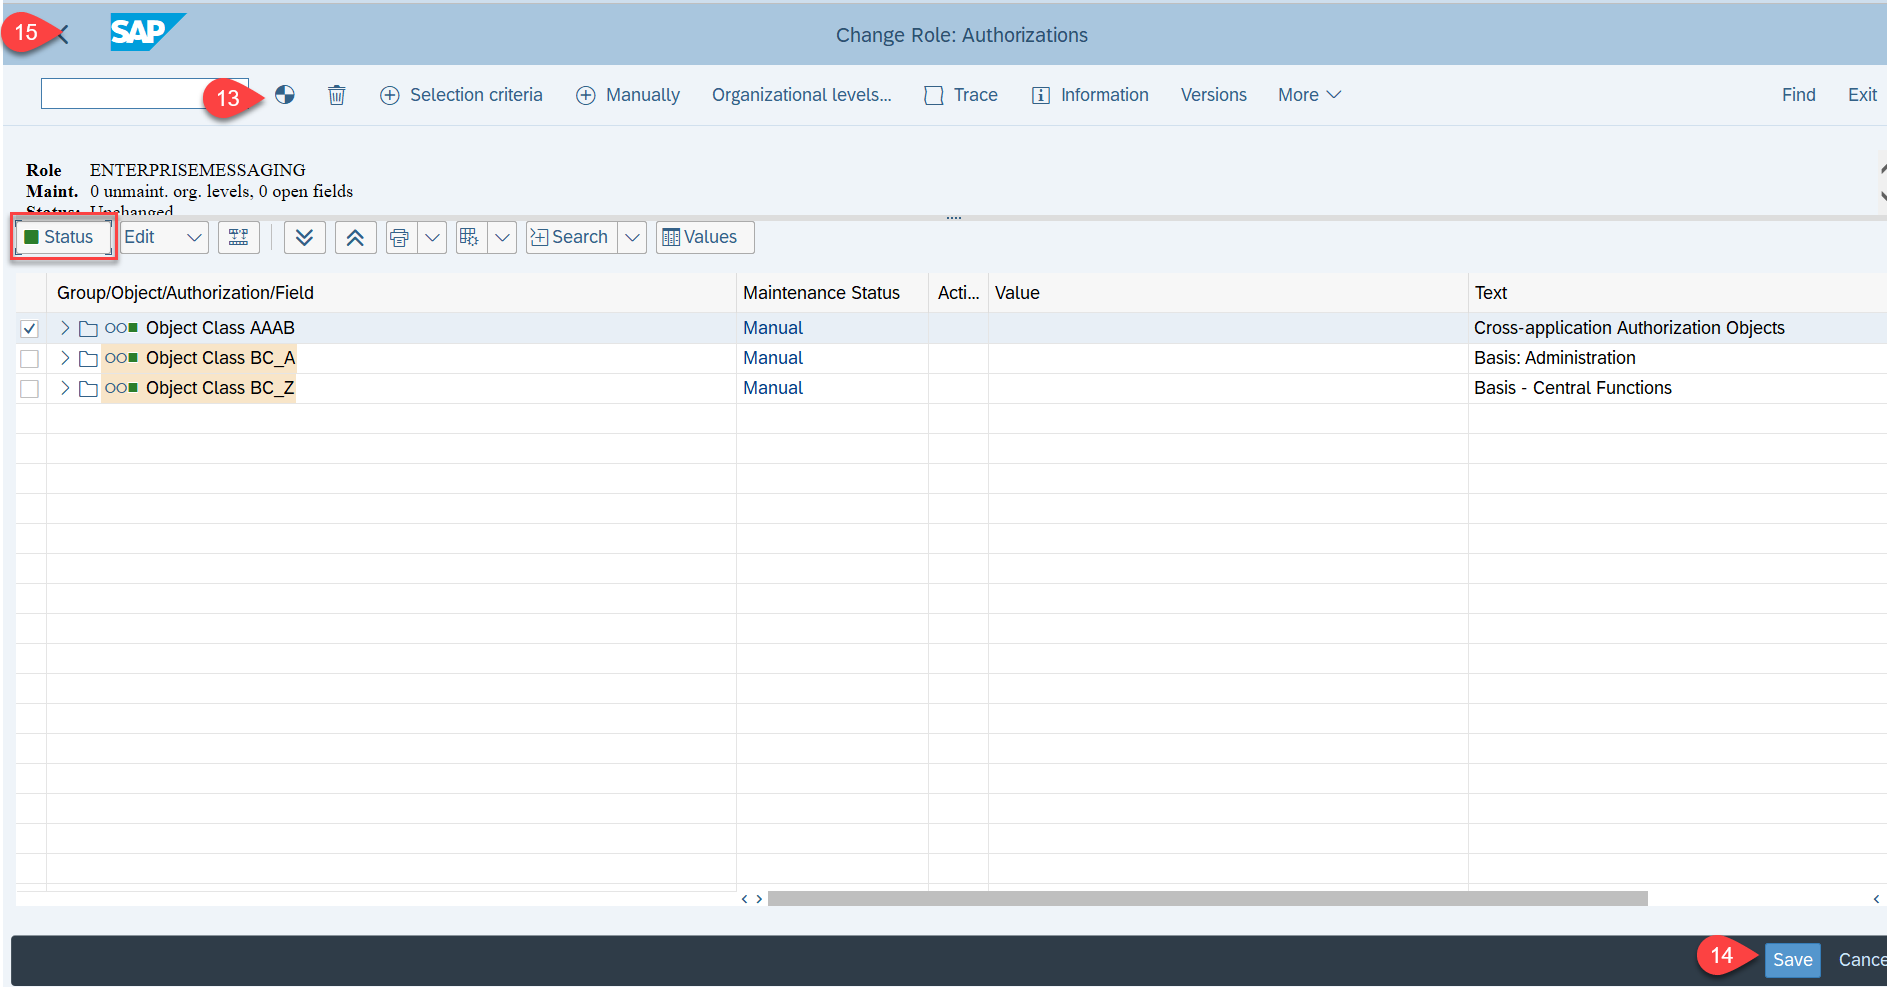 15 SAP Change Role: Authorizations
13 Selection criteria Manually Organizational levels... Trace Information Versions More Find Exit
Role ENTERPRISEMESSAGING
Maint. 0 unmaint. org. levels, 0 open fields
Status: Unchanged
Status Edit Search Values
Group/Object/Authorization/Field Maintenance Status Acti... Value Text
Object Class AAAB Manual Cross-application Authorization Objects
Object Class BC_A Manual Basis: Administration
Object Class BC_Z Manual Basis - Central Functions
14 Save Cance